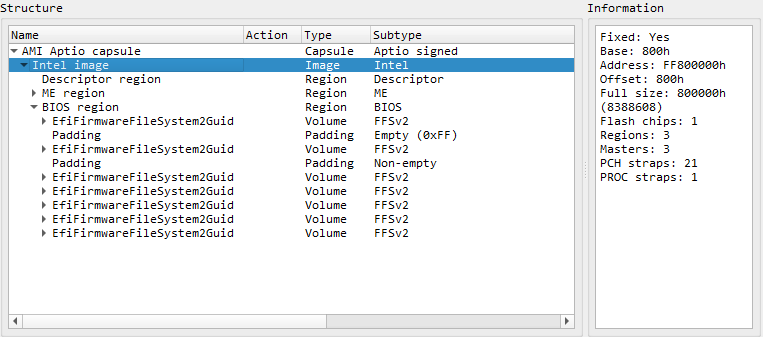 Structure
Information
Name Action Type Subtype
AMI Aptio capsule Capsule Aptio signed
Intel image Image Intel
Descriptor region Region Descriptor
ME region Region ME
BIOS region Region BIOS
EfiFirmwareFileSystem2Guid Volume FFSv2
Padding Padding Empty (0xFF)
EfiFirmwareFileSystem2Guid Volume FFSv2
Padding Padding Non-empty
EfiFirmwareFileSystem2Guid Volume FFSv2
EfiFirmwareFileSystem2Guid Volume FFSv2
EfiFirmwareFileSystem2Guid Volume FFSv2
EfiFirmwareFileSystem2Guid Volume FFSv2
EfiFirmwareFileSystem2Guid Volume FFSv2
Fixed: Yes
Base: 800h
Address: FF800000h
Offset: 800h
Full size: 800000h
(8388608)
Flash chips: 1
Regions: 3
Masters: 3
PCH straps: 21
PROC straps: 1